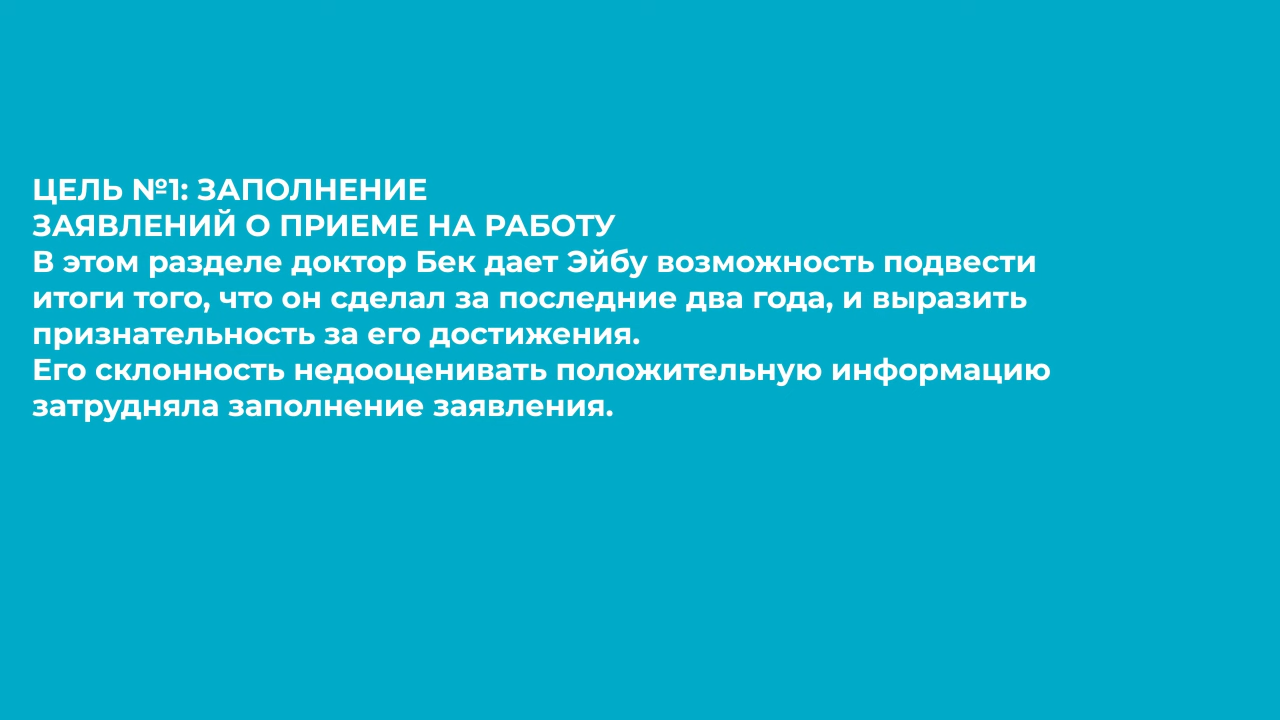 ЦЕЛЬ №1: ЗАПОЛНЕНИЕ
ЗАЯВЛЕНИЙ О ПРИЕМЕ НА РАБОТУ
В этом разделе доктор Бек дает Эйбу возможность подвести
итоги того, что он сделал за последние два года, и выразить
признательность за его достижения.
Его склонность недооценивать положительную информацию
затрудняла заполнение заявления.